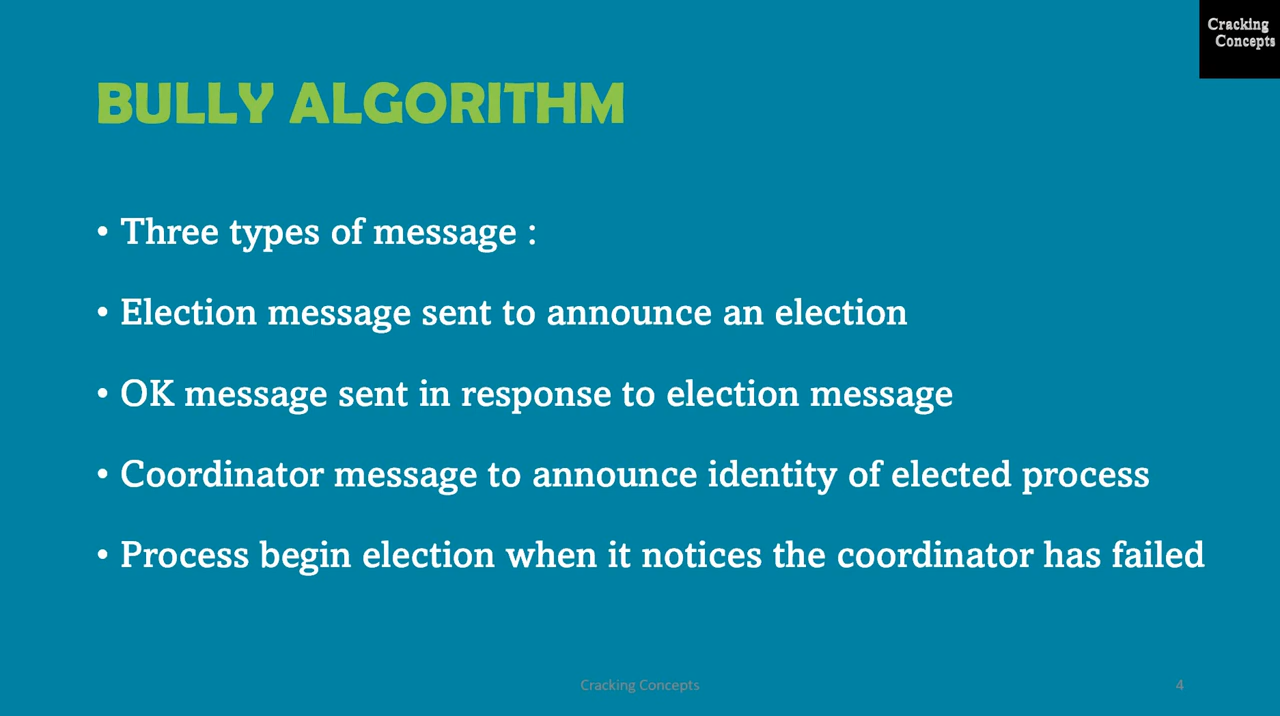 Cracking
Concepts
BULLY ALGORITHM
• Three types of message :
• Election message sent to announce an election
• OK message sent in response to election message
• Coordinator message to announce identity of elected process
• Process begin election when it notices the coordinator has failed
Cracking Concepts
4